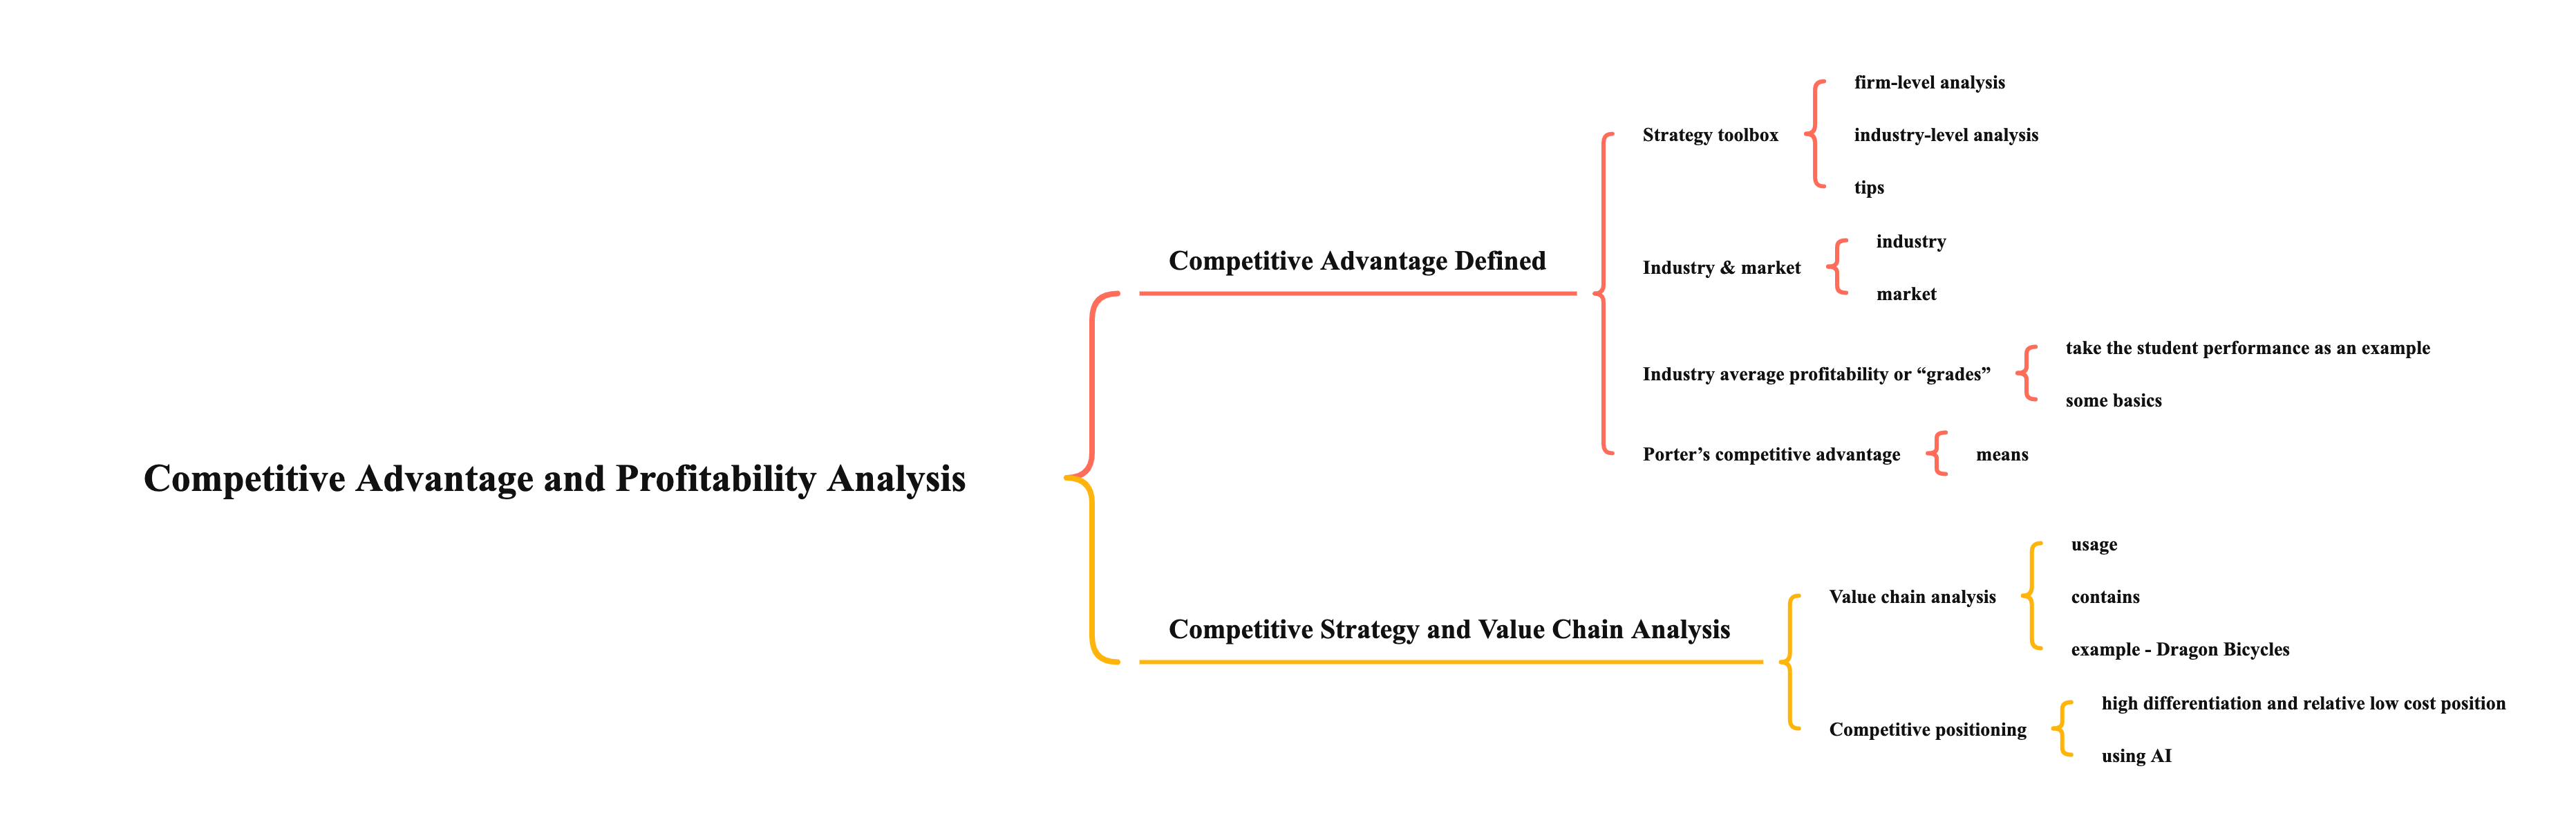 Competitive Advantage and Profitability Analysis
Competitive Advantage Defined
Strategy toolbox
firm-level analysis
industry-level analysis
tips
Industry & market
industry
market
Industry average profitability or “grades”
take the student performance as an example
some basics
Porter’s competitive advantage
means
Competitive Strategy and Value Chain Analysis
Value chain analysis
usage
contains
example - Dragon Bicycles
Competitive positioning
high differentiation and relative low cost position
using AI